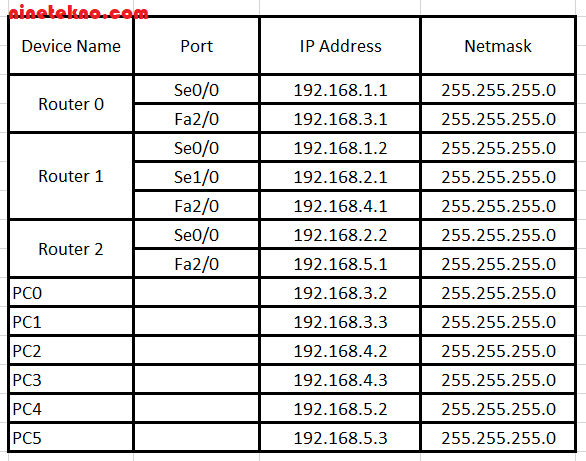 ninetekno.com
Device Name Port IP Address Netmask
Router 0 Se0/0 192.168.1.1 255.255.255.0
Fa2/0 192.168.3.1 255.255.255.0
Router 1 Se0/0 192.168.1.2 255.255.255.0
Se1/0 192.168.2.1 255.255.255.0
Fa2/0 192.168.4.1 255.255.255.0
Router 2 Se0/0 192.168.2.2 255.255.255.0
Fa2/0 192.168.5.1 255.255.255.0
PC0 192.168.3.2 255.255.255.0
PC1 192.168.3.3 255.255.255.0
PC2 192.168.4.2 255.255.255.0
PC3 192.168.4.3 255.255.255.0
PC4 192.168.5.2 255.255.255.0
PC5 192.168.5.3 255.255.255.0